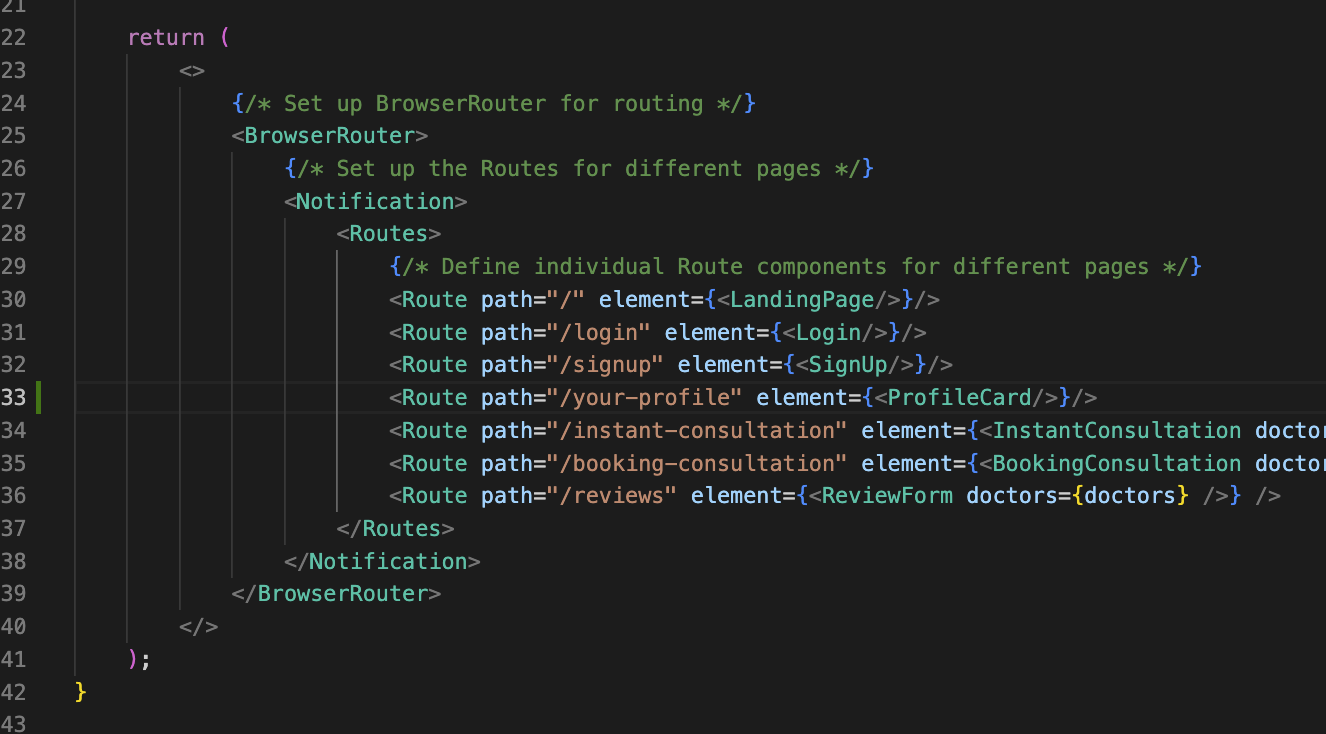 21
22 return (
23 <>
24 {/* Set up BrowserRouter for routing */}
25 <BrowserRouter>
26 {/* Set up the Routes for different pages */}
27 <Notification>
28 <Routes>
29 {/* Define individual Route components for different pages */}
30 <Route path="/" element={<LandingPage/>}/>
31 <Route path="/login" element={<Login/>}/>
32 <Route path="/signup" element={<SignUp/>}/>
33 <Route path="/your-profile" element={<ProfileCard/>}/>
34 <Route path="/instant-consultation" element={<InstantConsultation
35 <Route path="/booking-consultation" element={<BookingConsultation
36 <Route path="/reviews" element={<ReviewForm doctors={doctors} />} />
37 </Routes>
38 </Notification>
39 </BrowserRouter>
40 </>
41 );
42 }
43